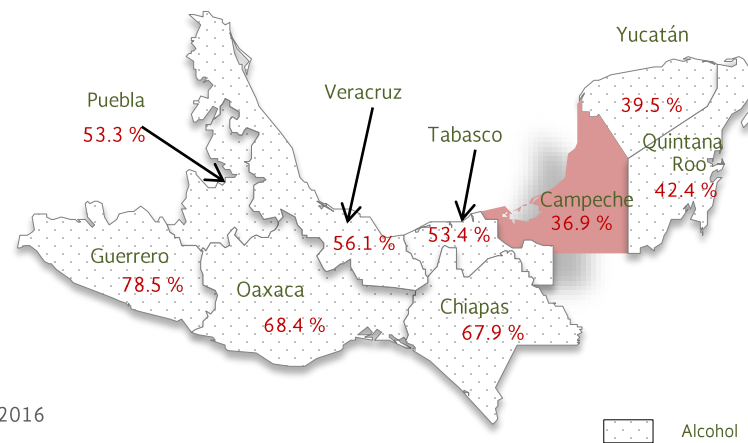 Yucatán
39.5 %
Puebla
53.3 %
Veracruz
Tabasco
Quintana
Roo
42.4 %
Campeche
36.9 %
56.1 %
53.4 %
Guerrero
78.5 %
Oaxaca
68.4 %
Chiapas
67.9 %
2016
Alcohol